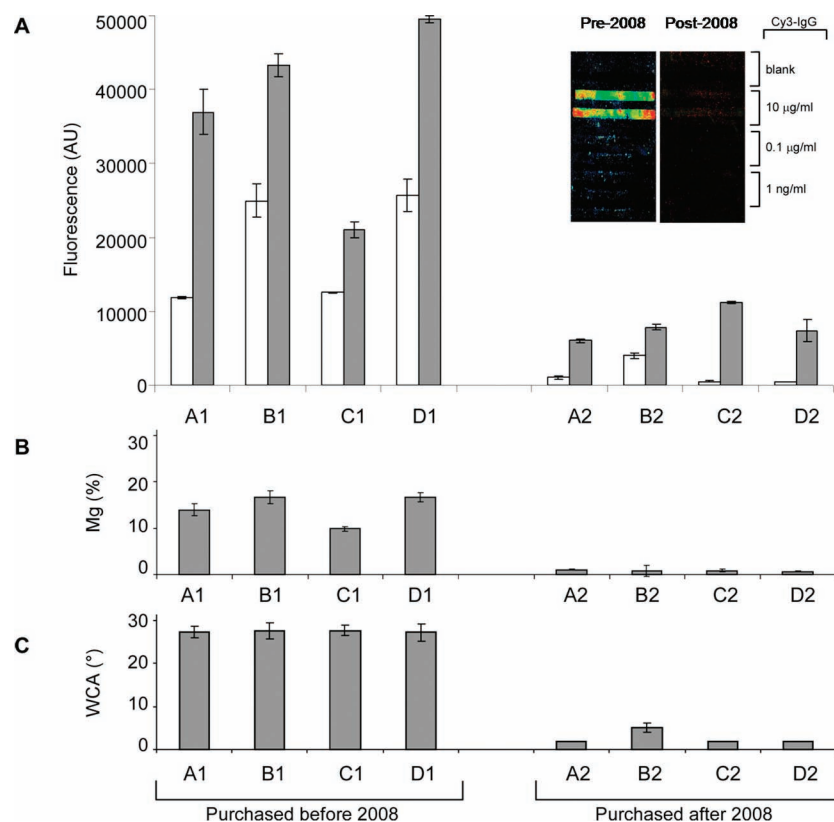 A
Fluorescence (AU)
50000
40000
30000
20000
10000
0
Pre-2008 Post-2008 Cy3-IgG
blank
10 µg/ml
0.1 µg/ml
1 ng/ml
A1 B1 C1 D1 A2 B2 C2 D2
B
Mg (%)
30
20
10
0
A1 B1 C1 D1 A2 B2 C2 D2
C
WCA (°)
30
20
10
0
A1 B1 C1 D1 A2 B2 C2 D2
Purchased before 2008 Purchased after 2008